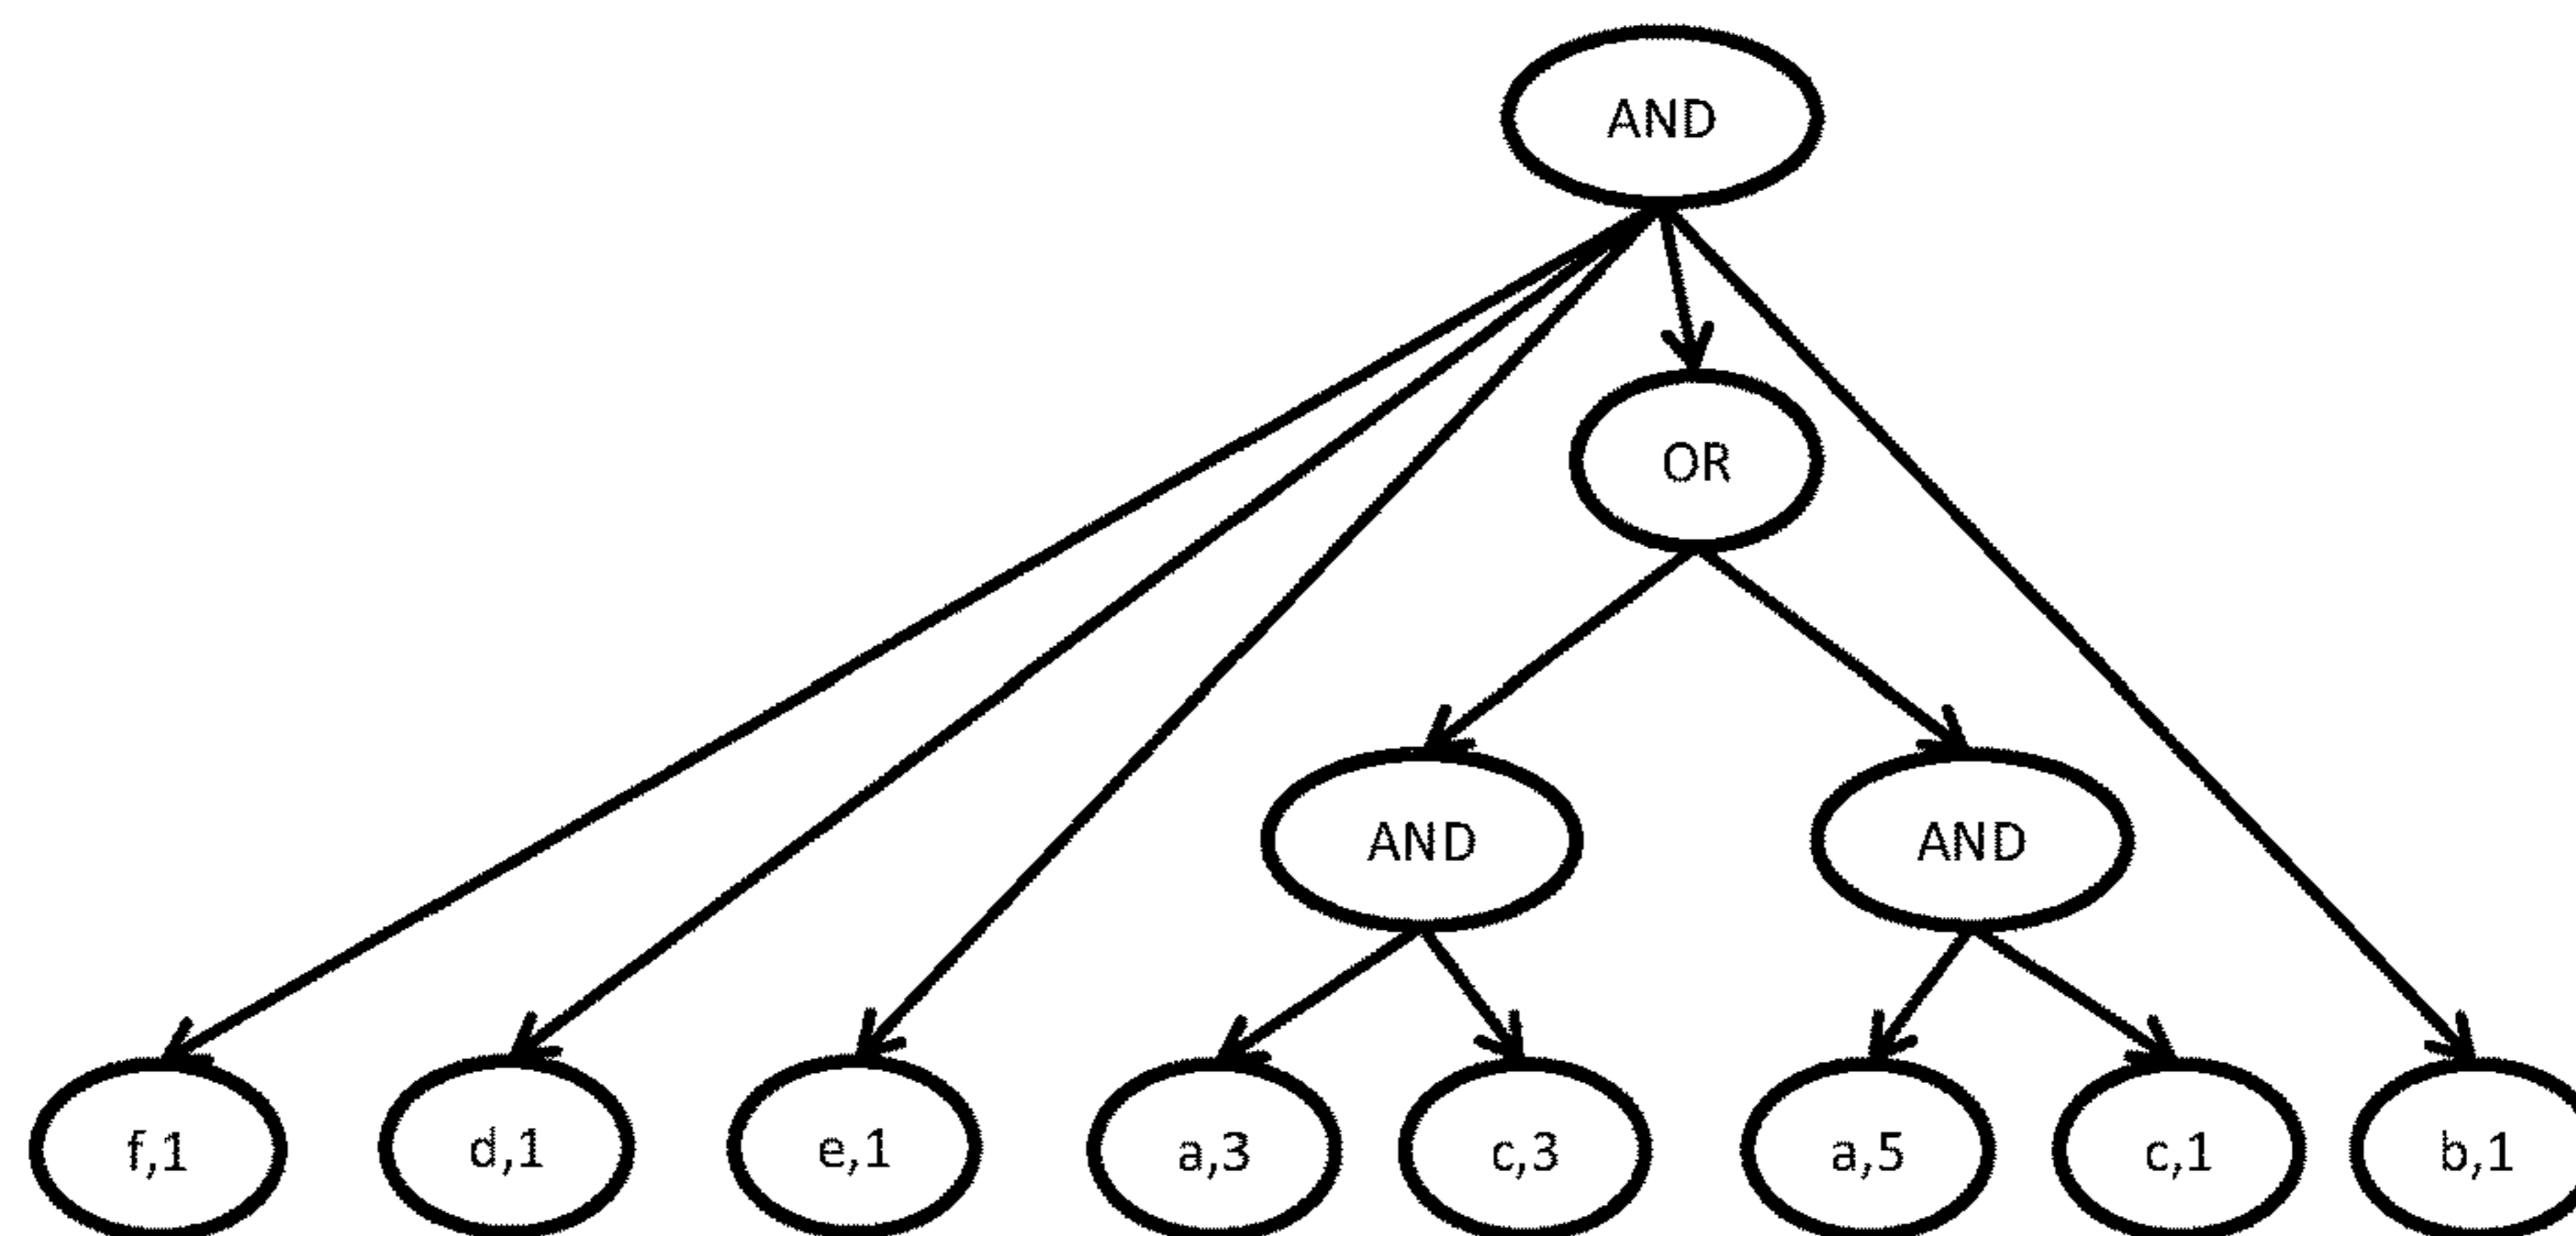 AND
OR
AND AND
f,1 d,1 e,1 a,3 c,3 a,5 c,1 b,1